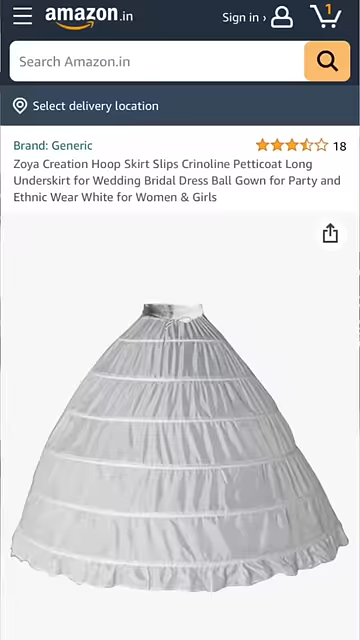 amazon.in
Sign in ›
1
Search Amazon.in
Select delivery location
Brand: Generic
18
Zoya Creation Hoop Skirt Slips Crinoline Petticoat Long
Underskirt for Wedding Bridal Dress Ball Gown for Party and
Ethnic Wear White for Women & Girls